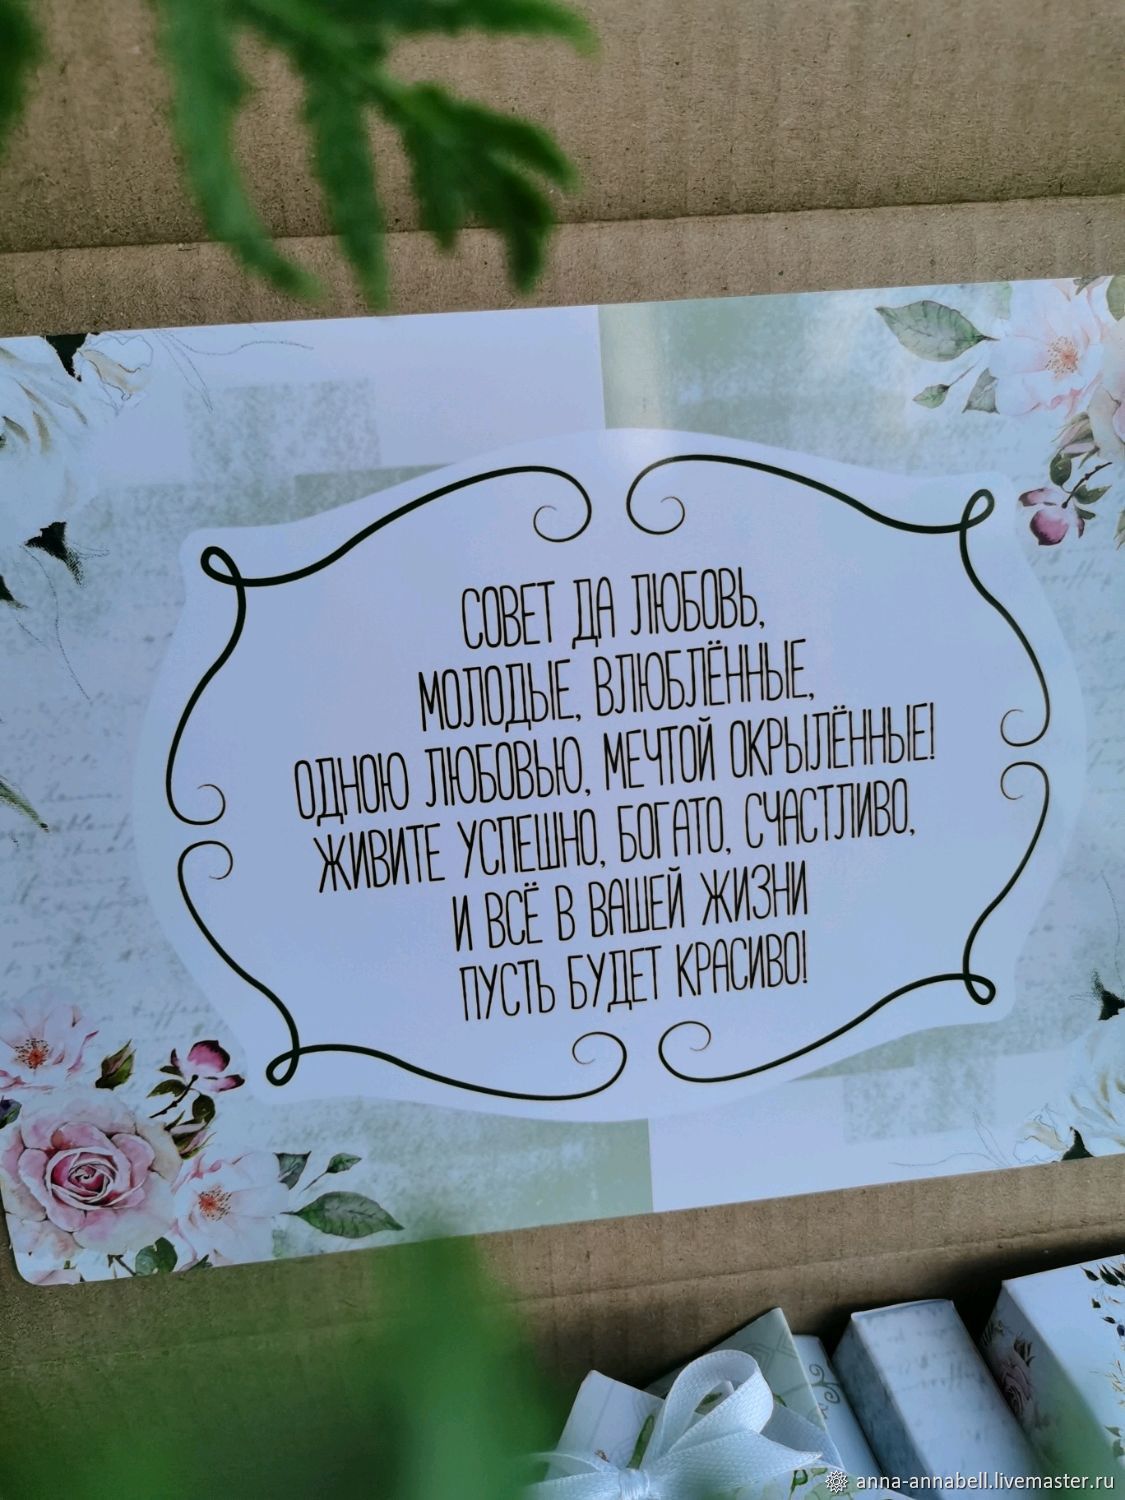 СОВЕТ ДА ЛЮБОВЬ,
МОЛОДЫЕ, ВЛЮБЛЁННЫЕ,
ОДНОЮ ЛЮБОВЬЮ, МЕЧТОЙ ОКРЫЛЁННЫЕ!
ЖИВИТЕ УСПЕШНО, БОГАТО, СЧАСТЛИВО,
И ВСЁ В ВАШЕЙ ЖИЗНИ
ПУСТЬ БУДЕТ КРАСИВО!
anna-annabell.livemaster.ru